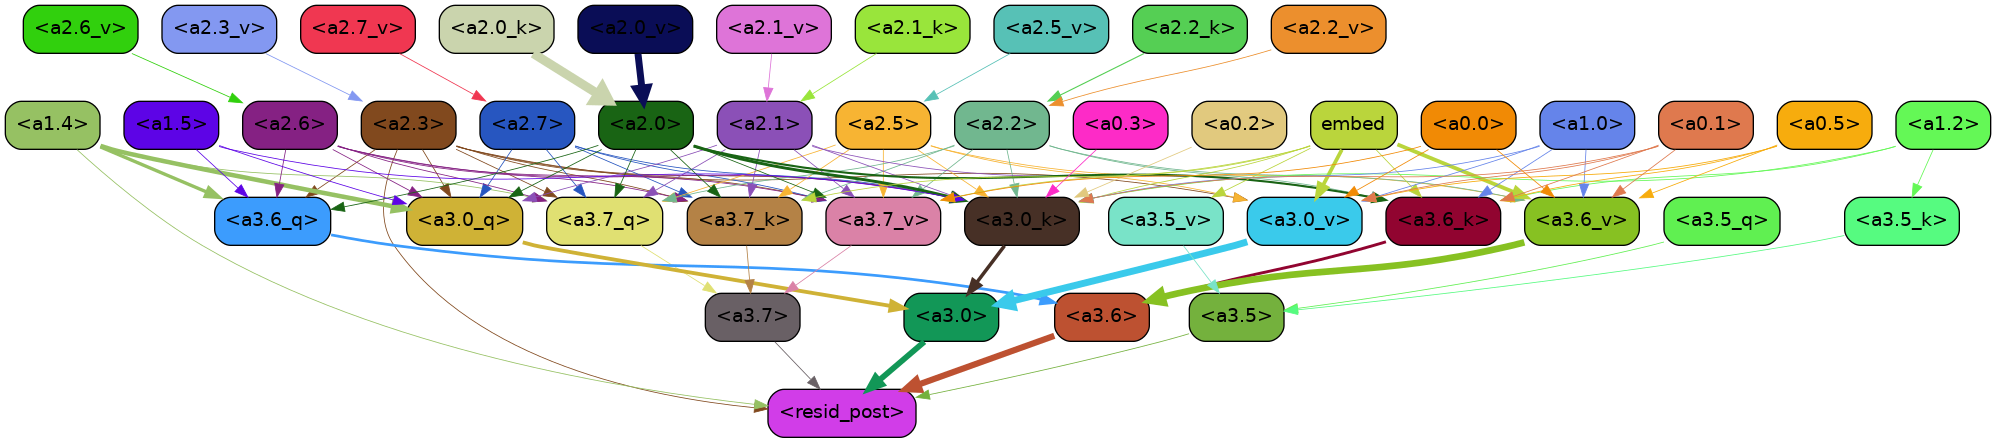 <a2.6_v> <a2.3_v> <a2.7_v> <a2.0_k> <a2.0_v> <a2.1_v> <a2.1_k> <a2.5_v> <a2.2_k> <a2.2_v>
<a1.4> <a1.5> <a2.6> <a2.3> <a2.7> <a2.0> <a2.1> <a2.5> <a2.2> <a0.3> <a0.2> embed <a0.0> <a1.0> <a0.1> <a0.5> <a1.2>
<a3.6_q> <a3.0_q> <a3.7_q> <a3.7_k> <a3.7_v> <a3.0_k> <a3.5_v> <a3.0_v> <a3.6_k> <a3.6_v> <a3.5_q> <a3.5_k>
<a3.7> <a3.0> <a3.6> <a3.5>
<resid_post>